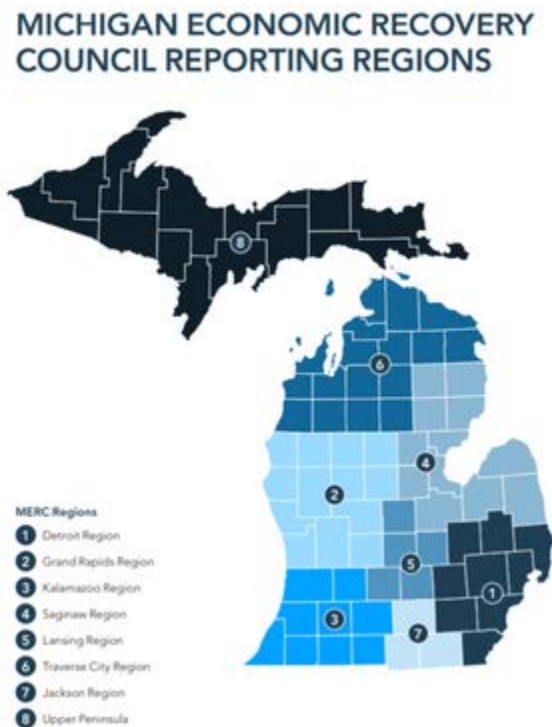 MICHIGAN ECONOMIC RECOVERY
COUNCIL REPORTING REGIONS
8
6
4
2
5
1
3
7
MERC Regions
1 Detroit Region
2 Grand Rapids Region
3 Kalamazoo Region
4 Saginaw Region
5 Lansing Region
6 Traverse City Region
7 Jackson Region
8 Upper Peninsula